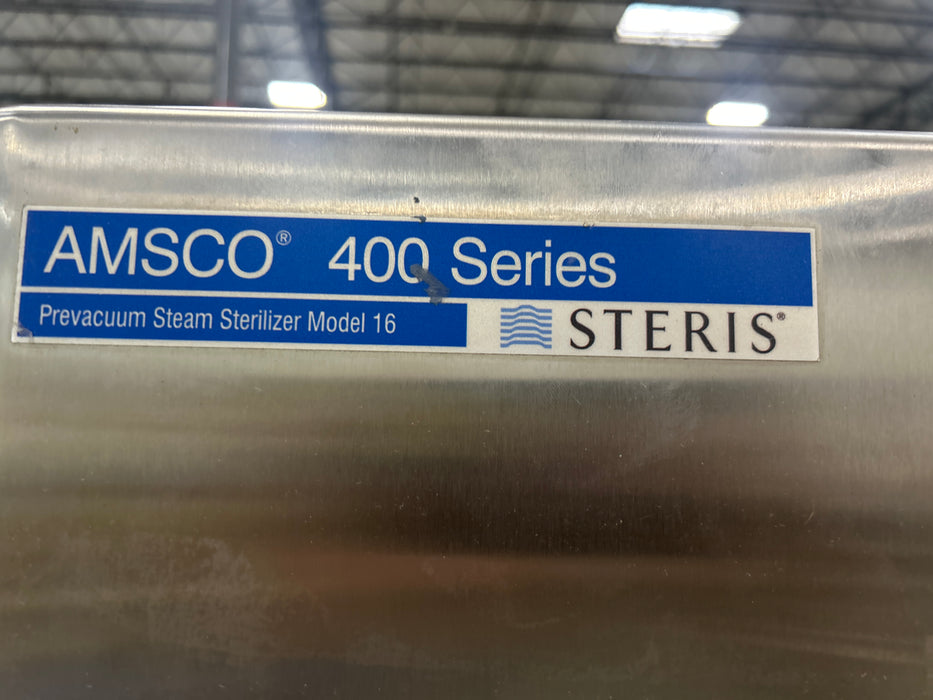 AMSCO® 400 Series
Prevacuum Steam Sterilizer Model 16
STERIS®